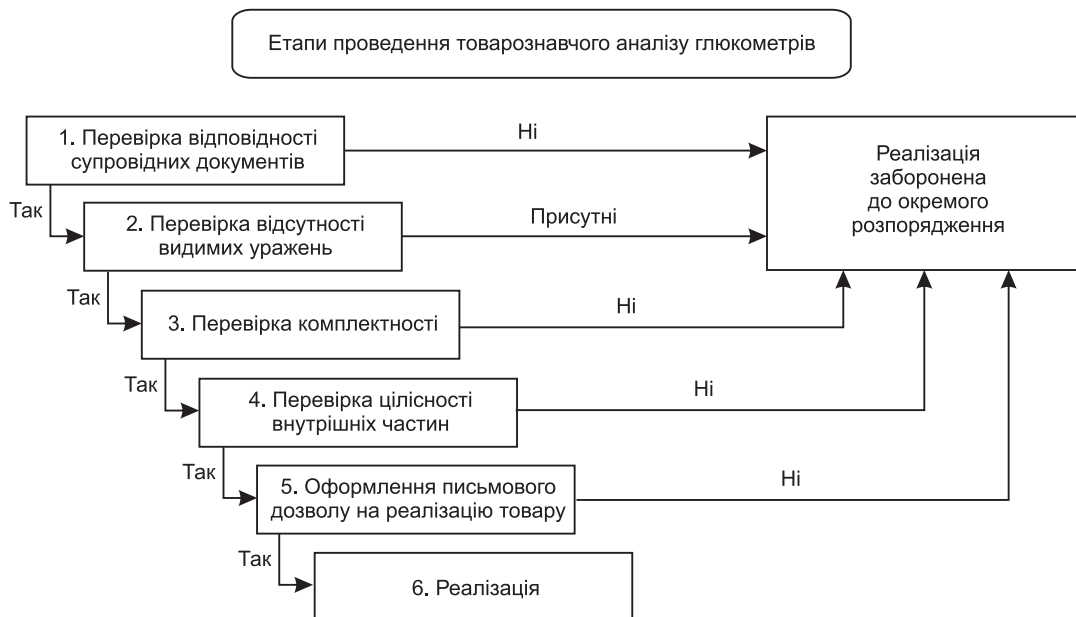 Етапи проведення товарознавчого аналізу глюкометрів
1. Перевірка відповідності
супровідних документів
Ні
Реалізація
заборонена
до окремого
розпорядження
Так
2. Перевірка відсутності
видимих уражень
Присутні
Так
3. Перевірка комплектності
Ні
Так
4. Перевірка цілісності
внутрішніх частин
Ні
Так
5. Оформлення письмового
дозволу на реалізацію товару
Ні
Так
6. Реалізація